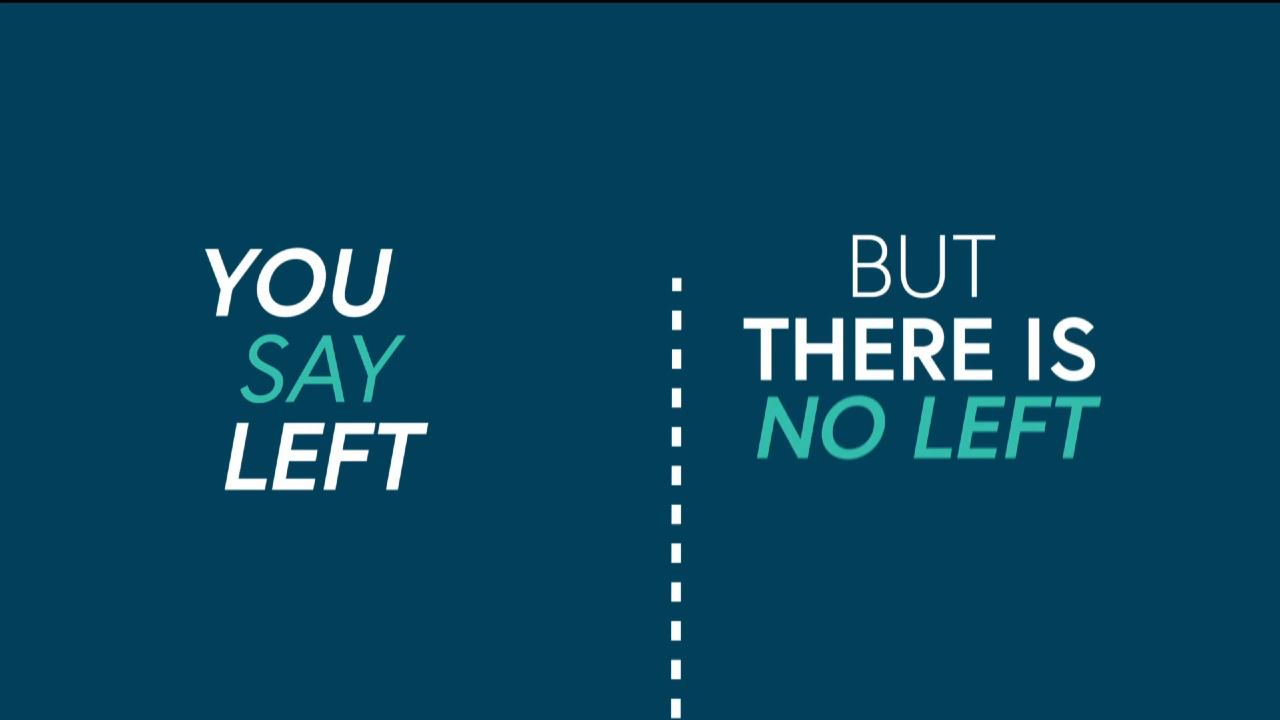 YOU
SAY
LEFT
BUT
THERE IS
NO LEFT